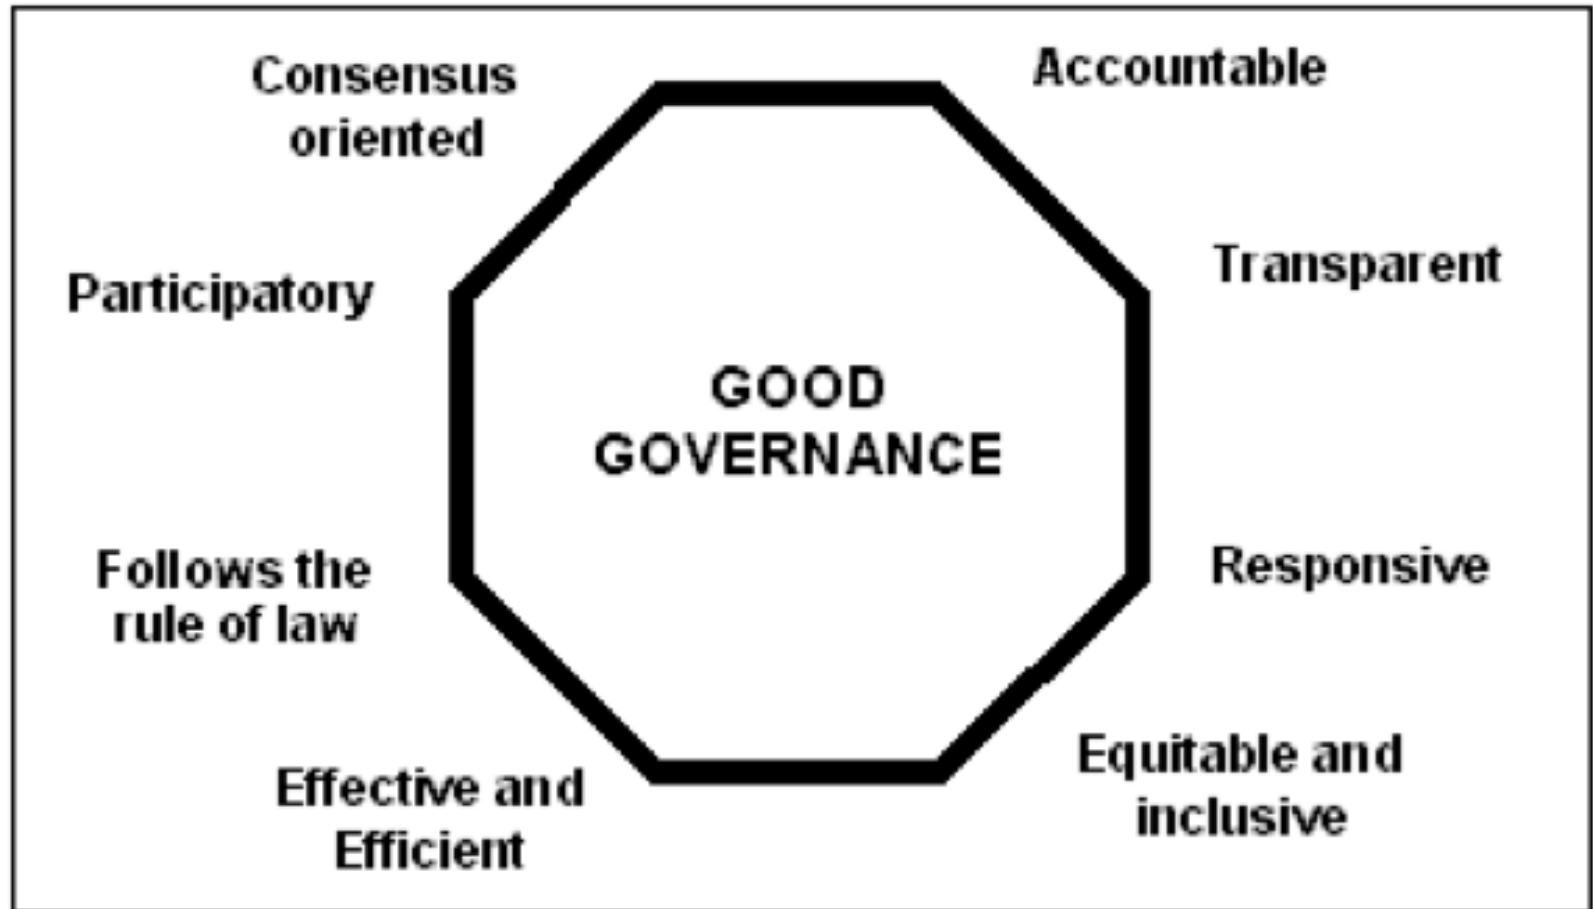 Consensus
oriented
Accountable
Participatory
Transparent
GOOD
GOVERNANCE
Follows the
rule of law
Responsive
Effective and
Efficient
Equitable and
inclusive